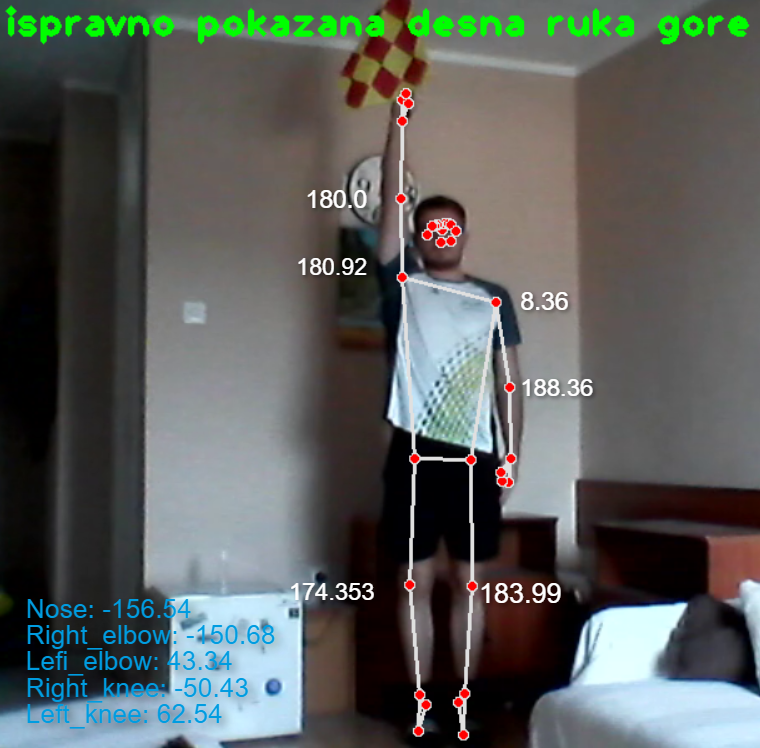 ispravno pokazana desna ruka gore
180.0
180.92
8.36
188.36
174.353
183.99
Nose: -156.54
Right_elbow: -150.68
Lefi_elbow: 43.34
Right_knee: -50.43
Left_knee: 62.54